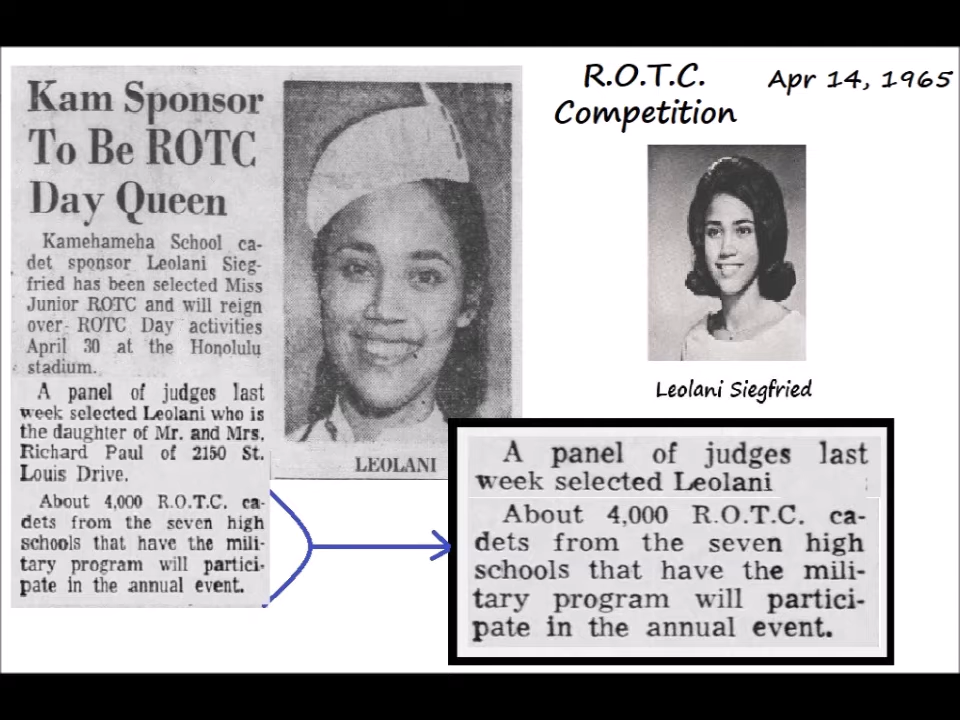 Kam Sponsor
To Be ROTC
Day Queen
Kamehameha School ca-
det sponsor Leolani Sieg-
fried has been selected Miss
Junior ROTC and will reign
over ROTC Day activities
April 30 at the Honolulu
stadium.
A panel of judges last
week selected Leolani who is
the daughter of Mr. and Mrs.
Richard Paul of 2150 St.
Louis Drive.
About 4,000 R.O.T.C. ca-
dets from the seven high
schools that have the mili-
tary program will partici-
pate in the annual event.
LEOLANI
R.O.T.C.
Competition
Apr 14, 1965
Leolani Siegfried
A panel of judges last
week selected Leolani
About 4,000 R.O.T.C. ca-
dets from the seven high
schools that have the mili-
tary program will partici-
pate in the annual event.